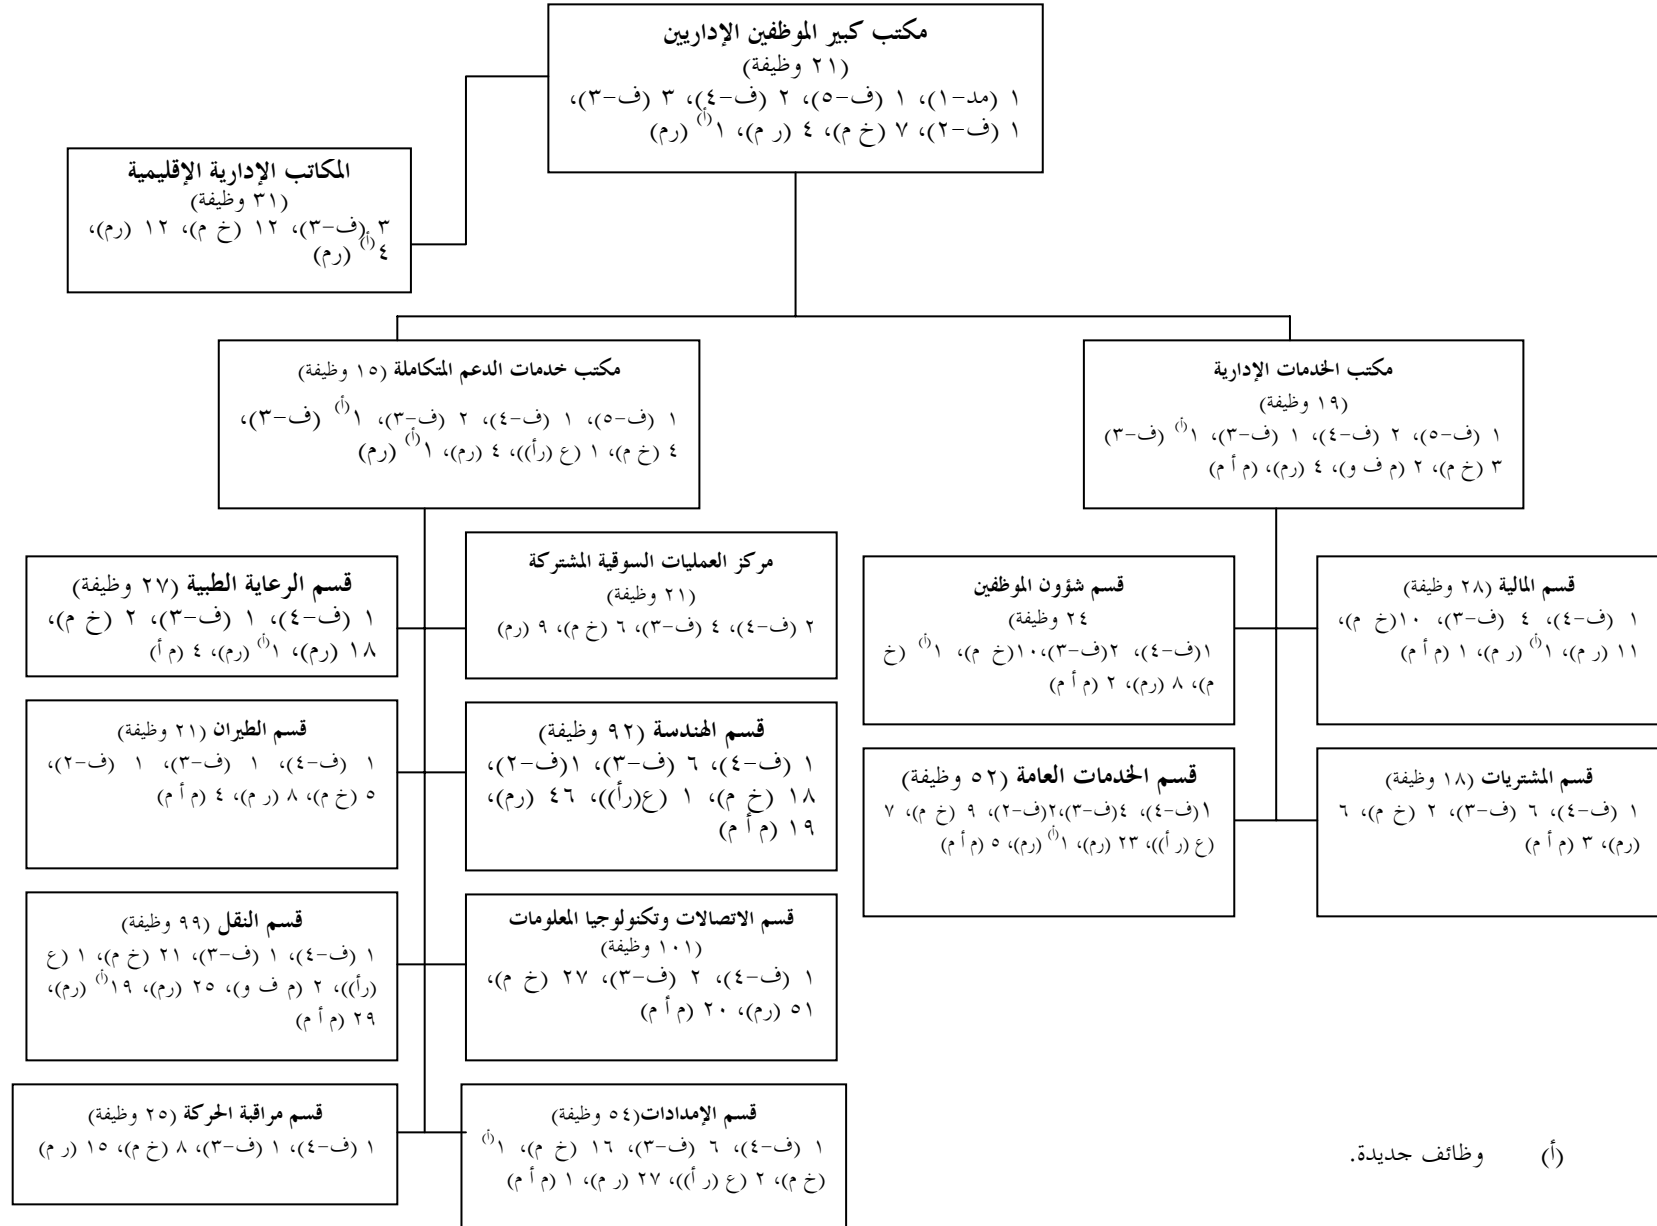 مكتب كبير الموظفين الإداريين
(٢١ وظيفة)
١ (مد-١)، ١ (ف-٥)، ٢ (ف-٤)، ٣ (ف-٣)،
١ (ف-٢)، ٧ (خ م)، ٤ (ر م)، ١(أ) (رم)
المكاتب الإدارية الإقليمية
(٣١ وظيفة)
٣ (ف-٣)، ١٢ (خ م)، ١٢ (رم)،
٤(أ) (رم)
مكتب الخدمات الإدارية
(١٩ وظيفة)
١ (ف-٥)، ٢ (ف-٤)، ١ (ف-٣)، ١(أ) (ف-٣)
٣ (خ م)، ٢ (م ف و)، ٤ (رم)، (م أ م)
مكتب خدمات الدعم المتكاملة (١٥ وظيفة)
١ (ف-٥)، ١ (ف-٤)، ٢ (ف-٣)، ١(أ) (ف-٣)،
٤ (خ م)، ١ (ع (رأ))، ٤ (رم)، ١(أ) (رم)
قسم المالية (٢٨ وظيفة)
١ (ف-٤)، ٤ (ف-٣)، ١٠(خ م)،
١١ (ر م)، ١(أ) (ر م)، ١ (م أ م)
قسم شؤون الموظفين
٢٤ وظيفة)
١(ف-٤)، ٢(ف-٣)،١٠(خ م)، ١(أ) (خ
م)، ٨ (رم)، ٢ (م أ م)
قسم المشتريات (١٨ وظيفة)
١ (ف-٤)، ٦ (ف-٣)، ٢ (خ م)، ٦
(رم)، ٣ (م أ م)
قسم الخدمات العامة (٥٢ وظيفة)
١(ف-٤)، ٤(ف-٣)،٢(ف-٢)، ٩ (خ م)، ٧
(ع (ر أ))، ٢٣ (رم)، ١(أ) (رم)، ٥ (م أ م)
مركز العمليات السوقية المشتركة
(٢١ وظيفة)
٢ (ف-٤)، ٤ (ف-٣)، ٦ (خ م)، ٩ (رم)
قسم الرعاية الطبية (٢٧ وظيفة)
١ (ف-٤)، ١ (ف-٣)، ٢ (خ م)،
١٨ (رم)، ١(أ) (رم)، ٤ (م أ)
قسم الهندسة (٩٢ وظيفة)
١ (ف-٤)، ٦ (ف-٣)، ١(ف-٢)،
١٨ (خ م)، ١ (ع(رأ))، ٤٦ (رم)،
١٩ (م أ م)
قسم الطيران (٢١ وظيفة)
١ (ف-٤)، ١ (ف-٣)، ١ (ف-٢)،
٥ (خ م)، ٨ (ر م)، ٤ (م أ م)
قسم الاتصالات وتكنولوجيا المعلومات
(١٠١ وظيفة)
١ (ف-٤)، ٢ (ف-٣)، ٢٧ (خ م)،
٥١ (رم)، ٢٠ (م أ م)
قسم النقل (٩٩ وظيفة)
١ (ف-٤)، ١ (ف-٣)، ٢١ (خ م)، ١ (ع
(رأ))، ٢ (م ف و)، ٢٥ (رم)، ١٩(أ) (رم)،
٢٩ (م أ م)
قسم الإمدادات(٥٤ وظيفة)
١ (ف-٤)، ٦ (ف-٣)، ١٦ (خ م)، ١(أ)
(خ م)، ٢ (ع (ر أ))، ٢٧ (ر م)، ١ (م أ م)
قسم مراقبة الحركة (٢٥ وظيفة)
١ (ف-٤)، ١ (ف-٣)، ٨ (خ م)، ١٥ (ر م)
(أ) وظائف جديدة.